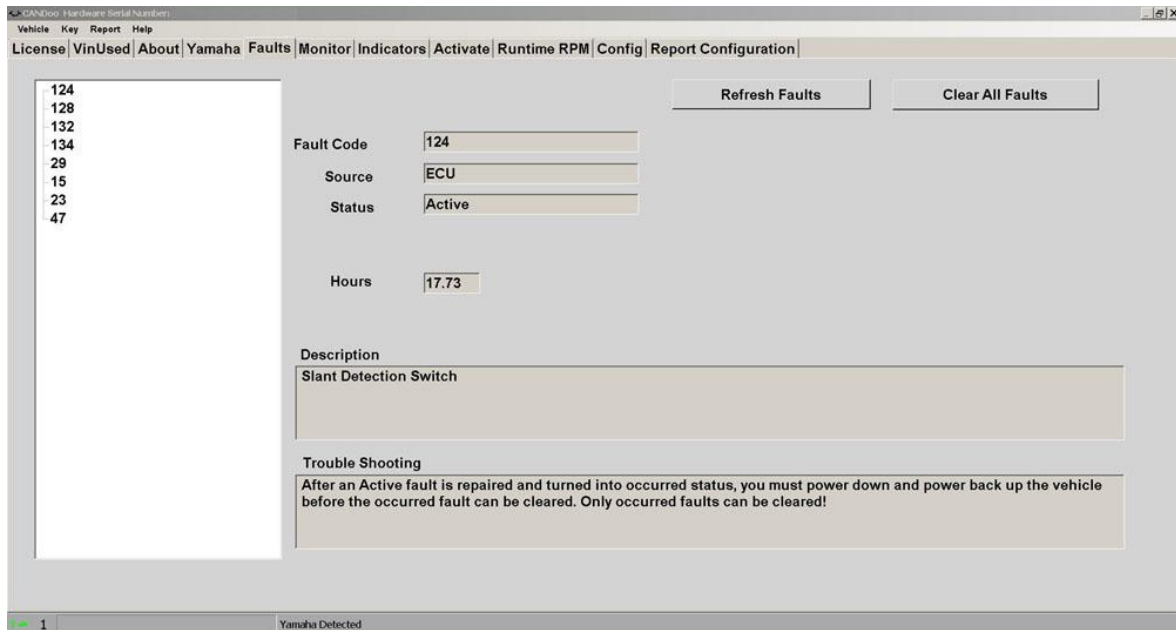 CANDoo Hardware Serial Number:
Vehicle Key Report Help
License VinUsed About Yamaha Faults Monitor Indicators Activate Runtime RPM Config Report Configuration
124
128
132
134
29
15
23
47
Refresh Faults Clear All Faults
Fault Code 124
Source ECU
Status Active
Hours 17.73
Description
Slant Detection Switch
Trouble Shooting
After an Active fault is repaired and turned into occurred status, you must power down and power back up the vehicle
before the occurred fault can be cleared. Only occurred faults can be cleared!
1 Yamaha Detected